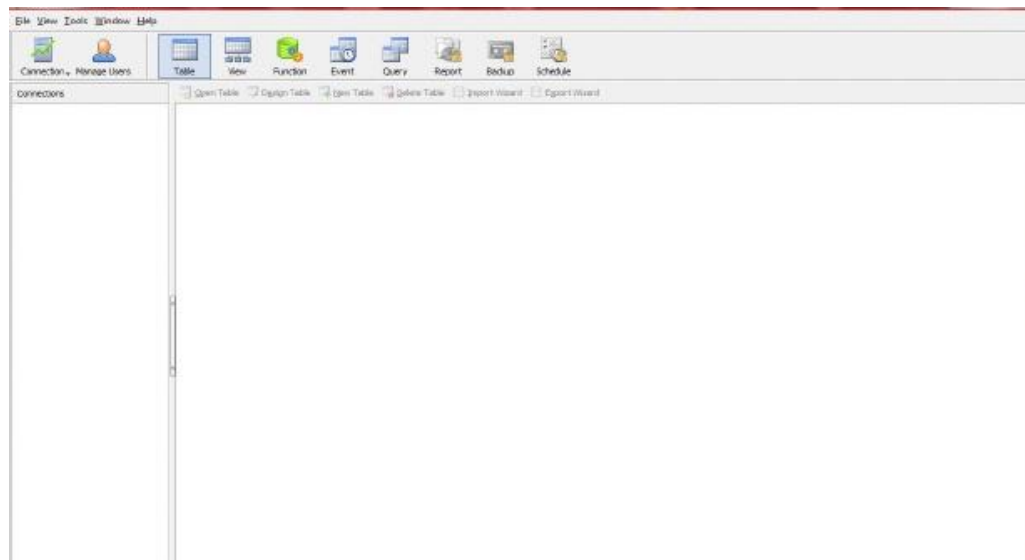 File View Tools Window Help
Connection Manage Users Table View Function Event Query Report Backup Schedule
Connections Open Table Design Table New Table Delete Table Import Wizard Export Wizard